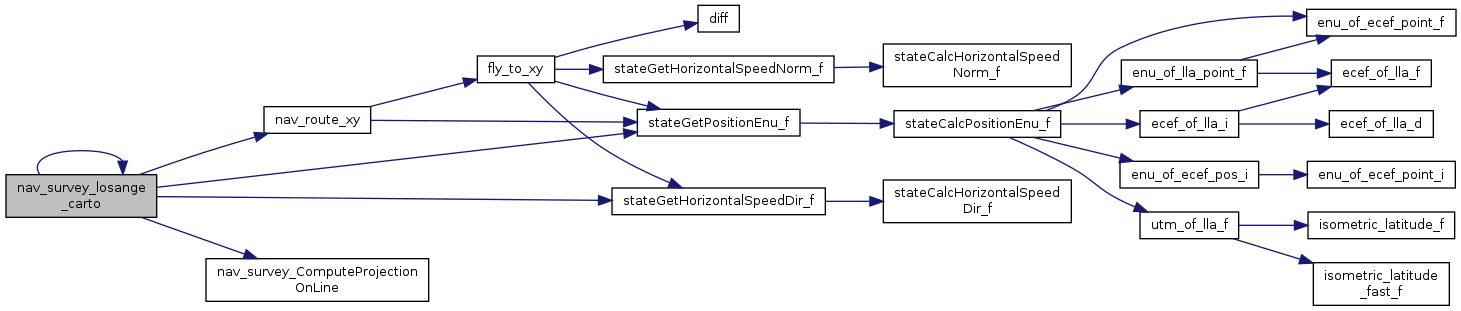 nav_survey_losange
_carto
nav_route_xy
nav_survey_ComputeProjection
OnLine
fly_to_xy
diff
stateGetHorizontalSpeedNorm_f
stateGetPositionEnu_f
stateGetHorizontalSpeedDir_f
stateCalcHorizontalSpeed
Norm_f
stateCalcPositionEnu_f
stateCalcHorizontalSpeed
Dir_f
enu_of_lla_point_f
ecef_of_lla_i
enu_of_ecef_pos_i
utm_of_lla_f
enu_of_ecef_point_f
ecef_of_lla_f
ecef_of_lla_d
enu_of_ecef_point_i
isometric_latitude_f
isometric_latitude
_fast_f